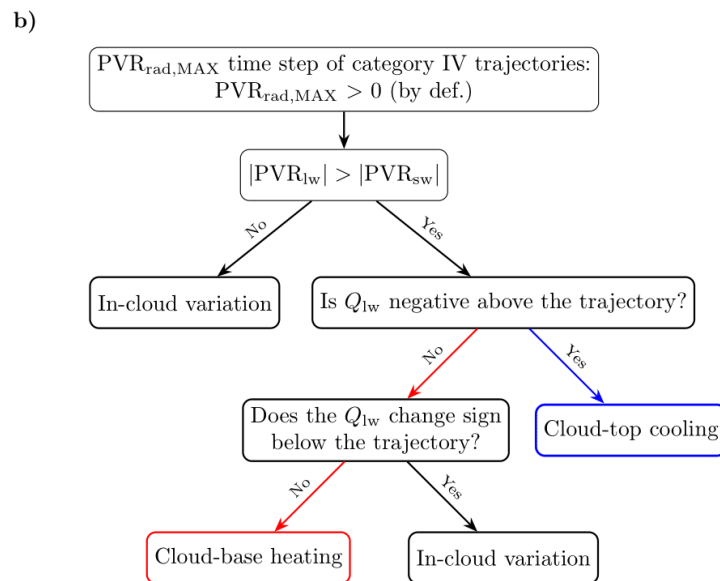 b)
PVR_rad,MAX time step of category IV trajectories:
PVR_rad,MAX > 0 (by def.)
|PVR_lw| > |PVR_sw|
No
Yes
In-cloud variation
Is Q_lw negative above the trajectory?
No
Yes
Does the Q_lw change sign
below the trajectory?
Cloud-top cooling
No
Yes
Cloud-base heating
In-cloud variation